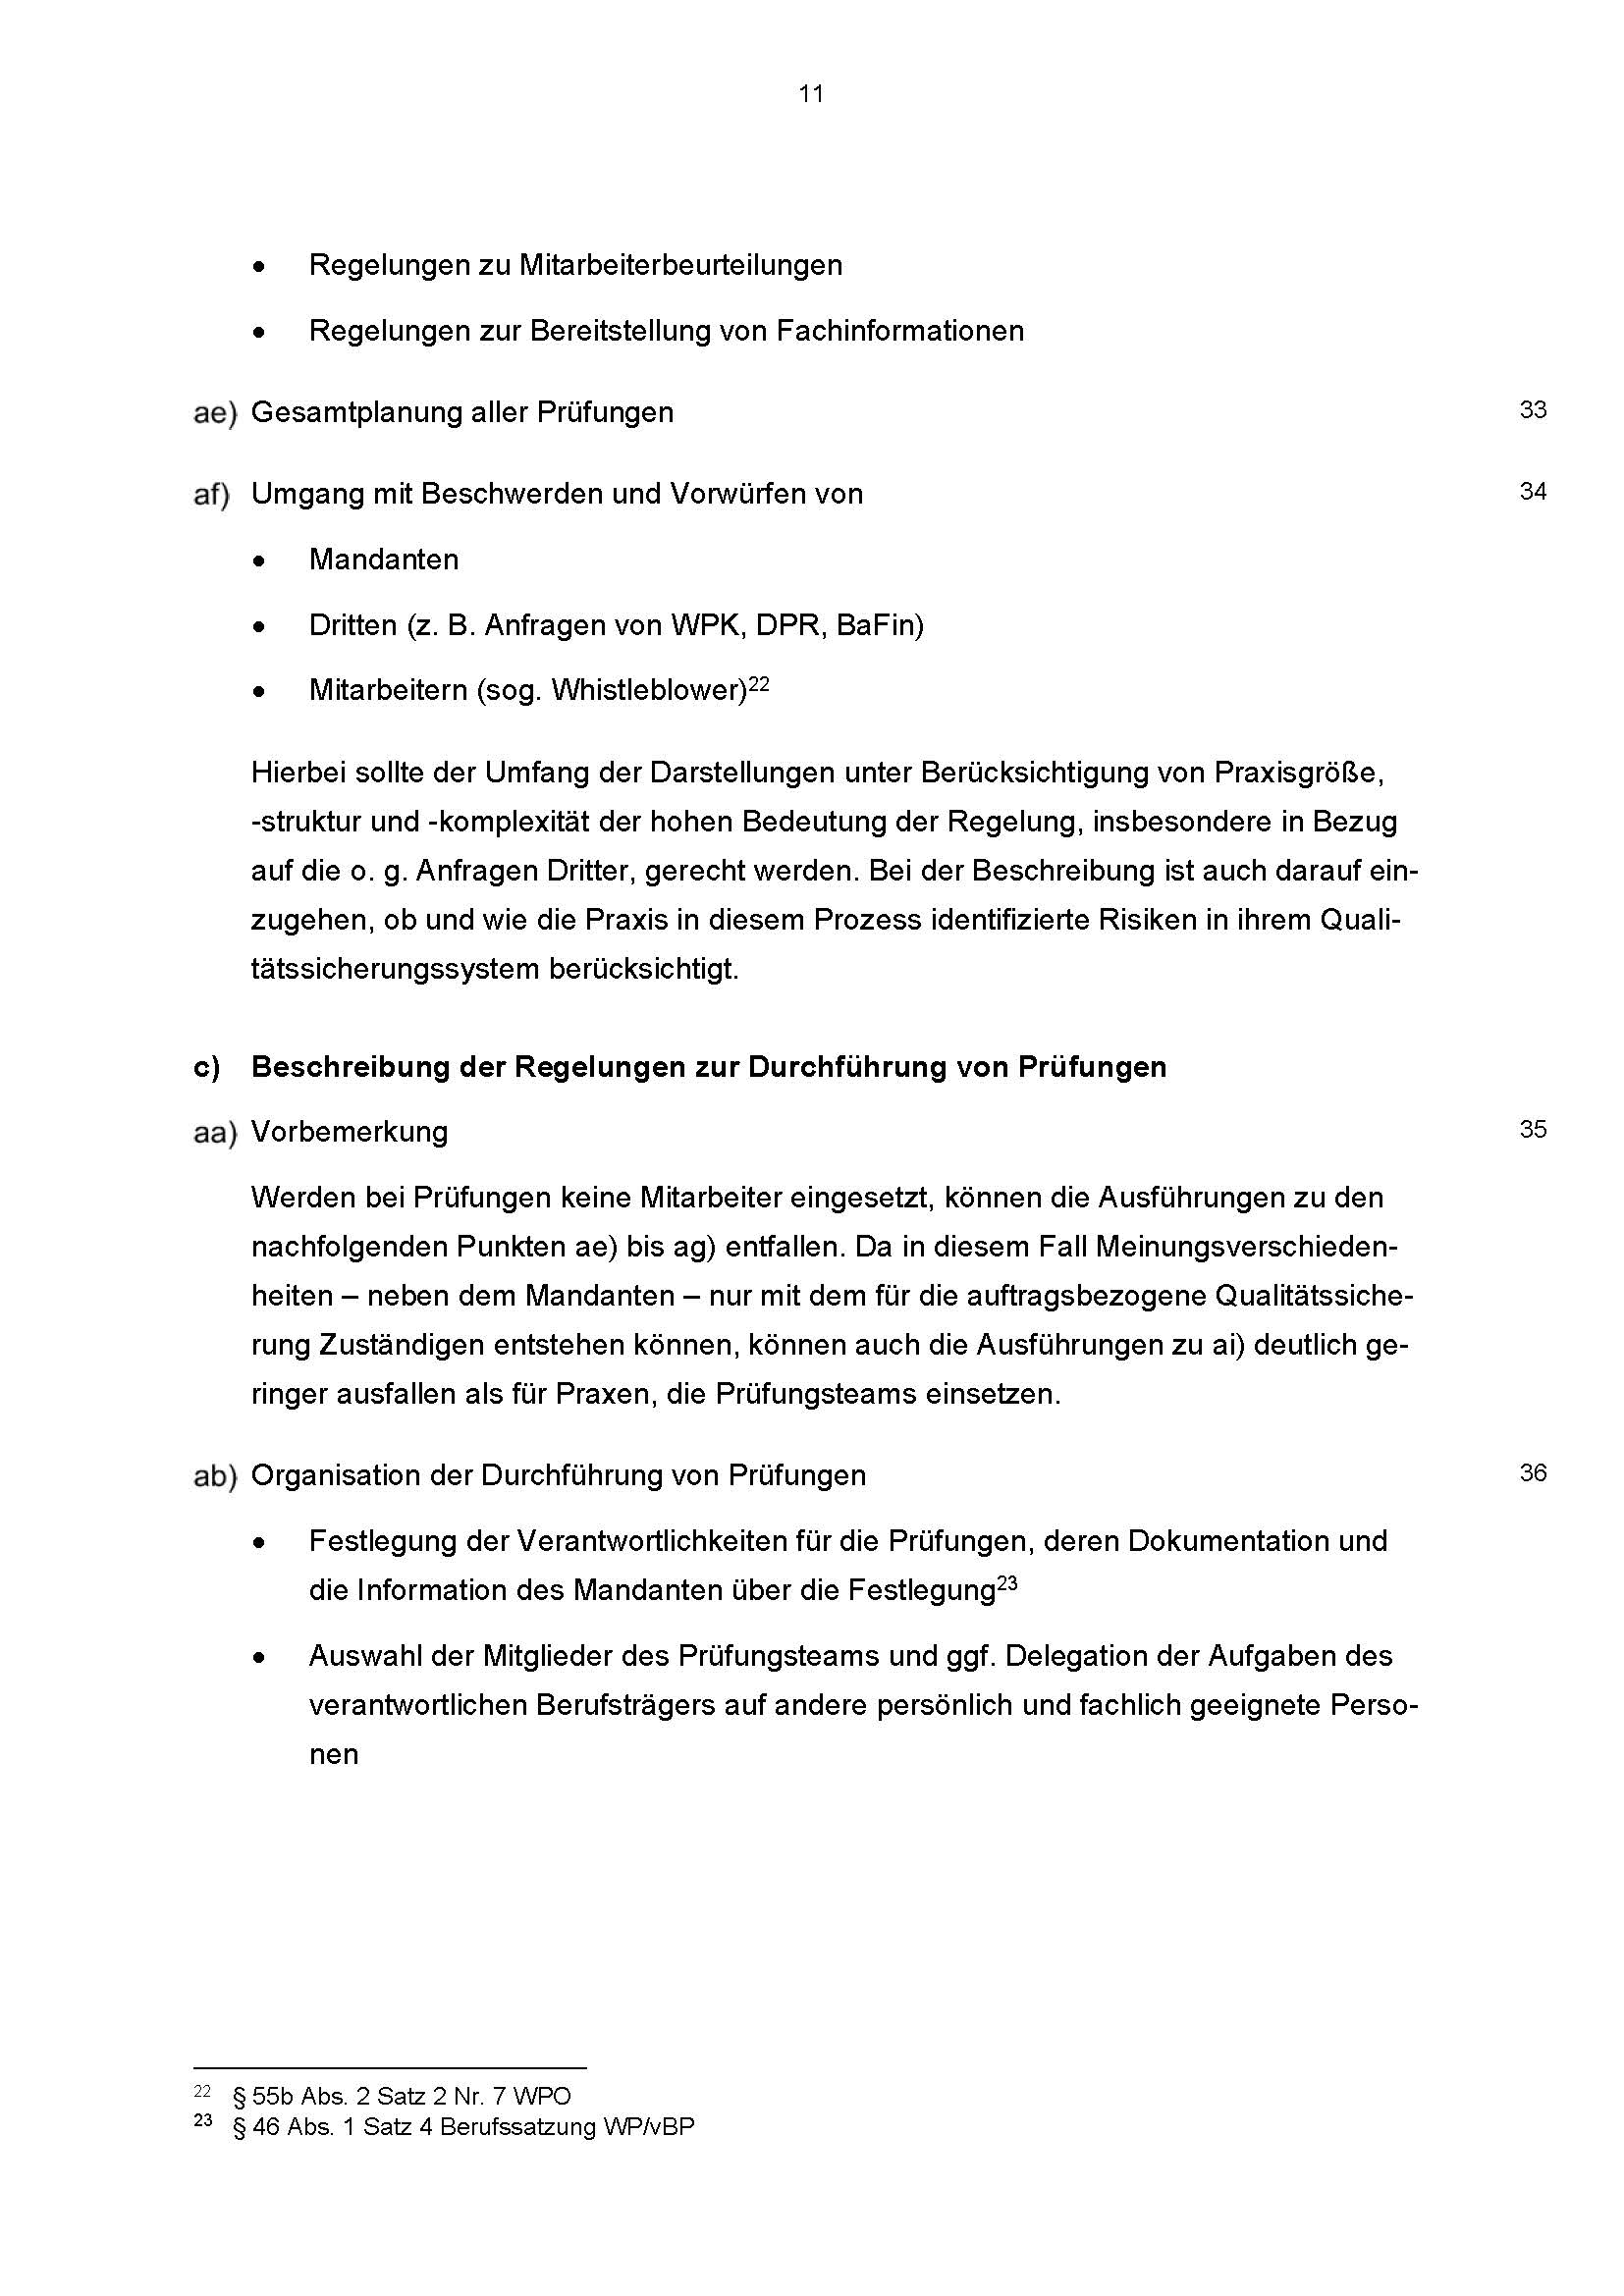 11
• Regelungen zu Mitarbeiterbeurteilungen
• Regelungen zur Bereitstellung von Fachinformationen
ae) Gesamtplanung aller Prüfungen 33
af) Umgang mit Beschwerden und Vorwürfen von 34
• Mandanten
• Dritten (z. B. Anfragen von WPK, DPR, BaFin)
• Mitarbeitern (sog. Whistleblower)22
Hierbei sollte der Umfang der Darstellungen unter Berücksichtigung von Praxisgröße,
-struktur und -komplexität der hohen Bedeutung der Regelung, insbesondere in Bezug
auf die o. g. Anfragen Dritter, gerecht werden. Bei der Beschreibung ist auch darauf ein-
zugehen, ob und wie die Praxis in diesem Prozess identifizierte Risiken in ihrem Quali-
tätssicherungssystem berücksichtigt.
c) Beschreibung der Regelungen zur Durchführung von Prüfungen
aa) Vorbemerkung 35
Werden bei Prüfungen keine Mitarbeiter eingesetzt, können die Ausführungen zu den
nachfolgenden Punkten ae) bis ag) entfallen. Da in diesem Fall Meinungsverschieden-
heiten – neben dem Mandanten – nur mit dem für die auftragsbezogene Qualitätssiche-
rung Zuständigen entstehen können, können auch die Ausführungen zu ai) deutlich ge-
ringer ausfallen als für Praxen, die Prüfungsteams einsetzen.
ab) Organisation der Durchführung von Prüfungen 36
• Festlegung der Verantwortlichkeiten für die Prüfungen, deren Dokumentation und
die Information des Mandanten über die Festlegung23
• Auswahl der Mitglieder des Prüfungsteams und ggf. Delegation der Aufgaben des
verantwortlichen Berufsträgers auf andere persönlich und fachlich geeignete Perso-
nen
22 § 55b Abs. 2 Satz 2 Nr. 7 WPO
23 § 46 Abs. 1 Satz 4 Berufssatzung WP/vBP